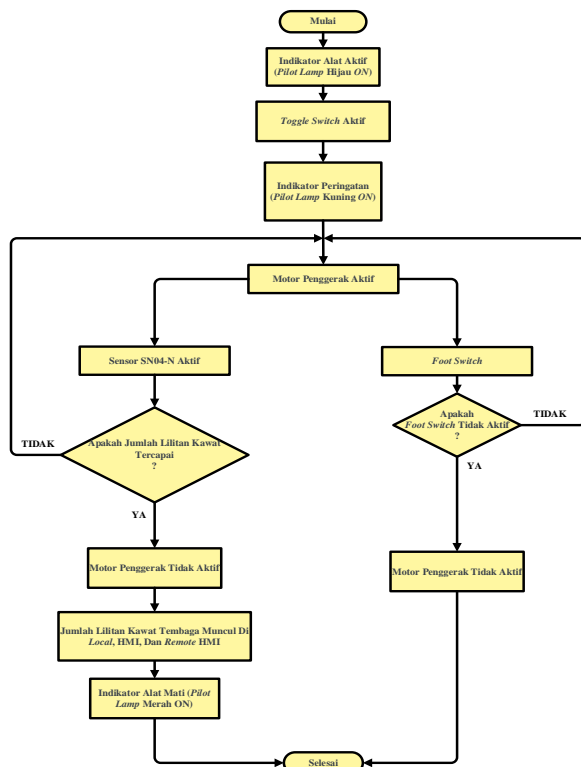 Mulai
Indikator Alat Aktif
(Pilot Lamp Hijau ON)
Toggle Switch Aktif
Indikator Peringatan
(Pilot Lamp Kuning ON)
Motor Penggerak Aktif
Sensor SN04-N Aktif
Foot Switch
Apakah Jumlah Lilitan Kawat
Tercapai
?
TIDAK
YA
Apakah
Foot Switch Tidak Aktif
?
TIDAK
YA
Motor Penggerak Tidak Aktif
Motor Penggerak Tidak Aktif
Jumlah Lilitan Kawat Tembaga Muncul Di
Local, HMI, Dan Remote HMI
Indikator Alat Mati (Pilot
Lamp Merah ON)
Selesai